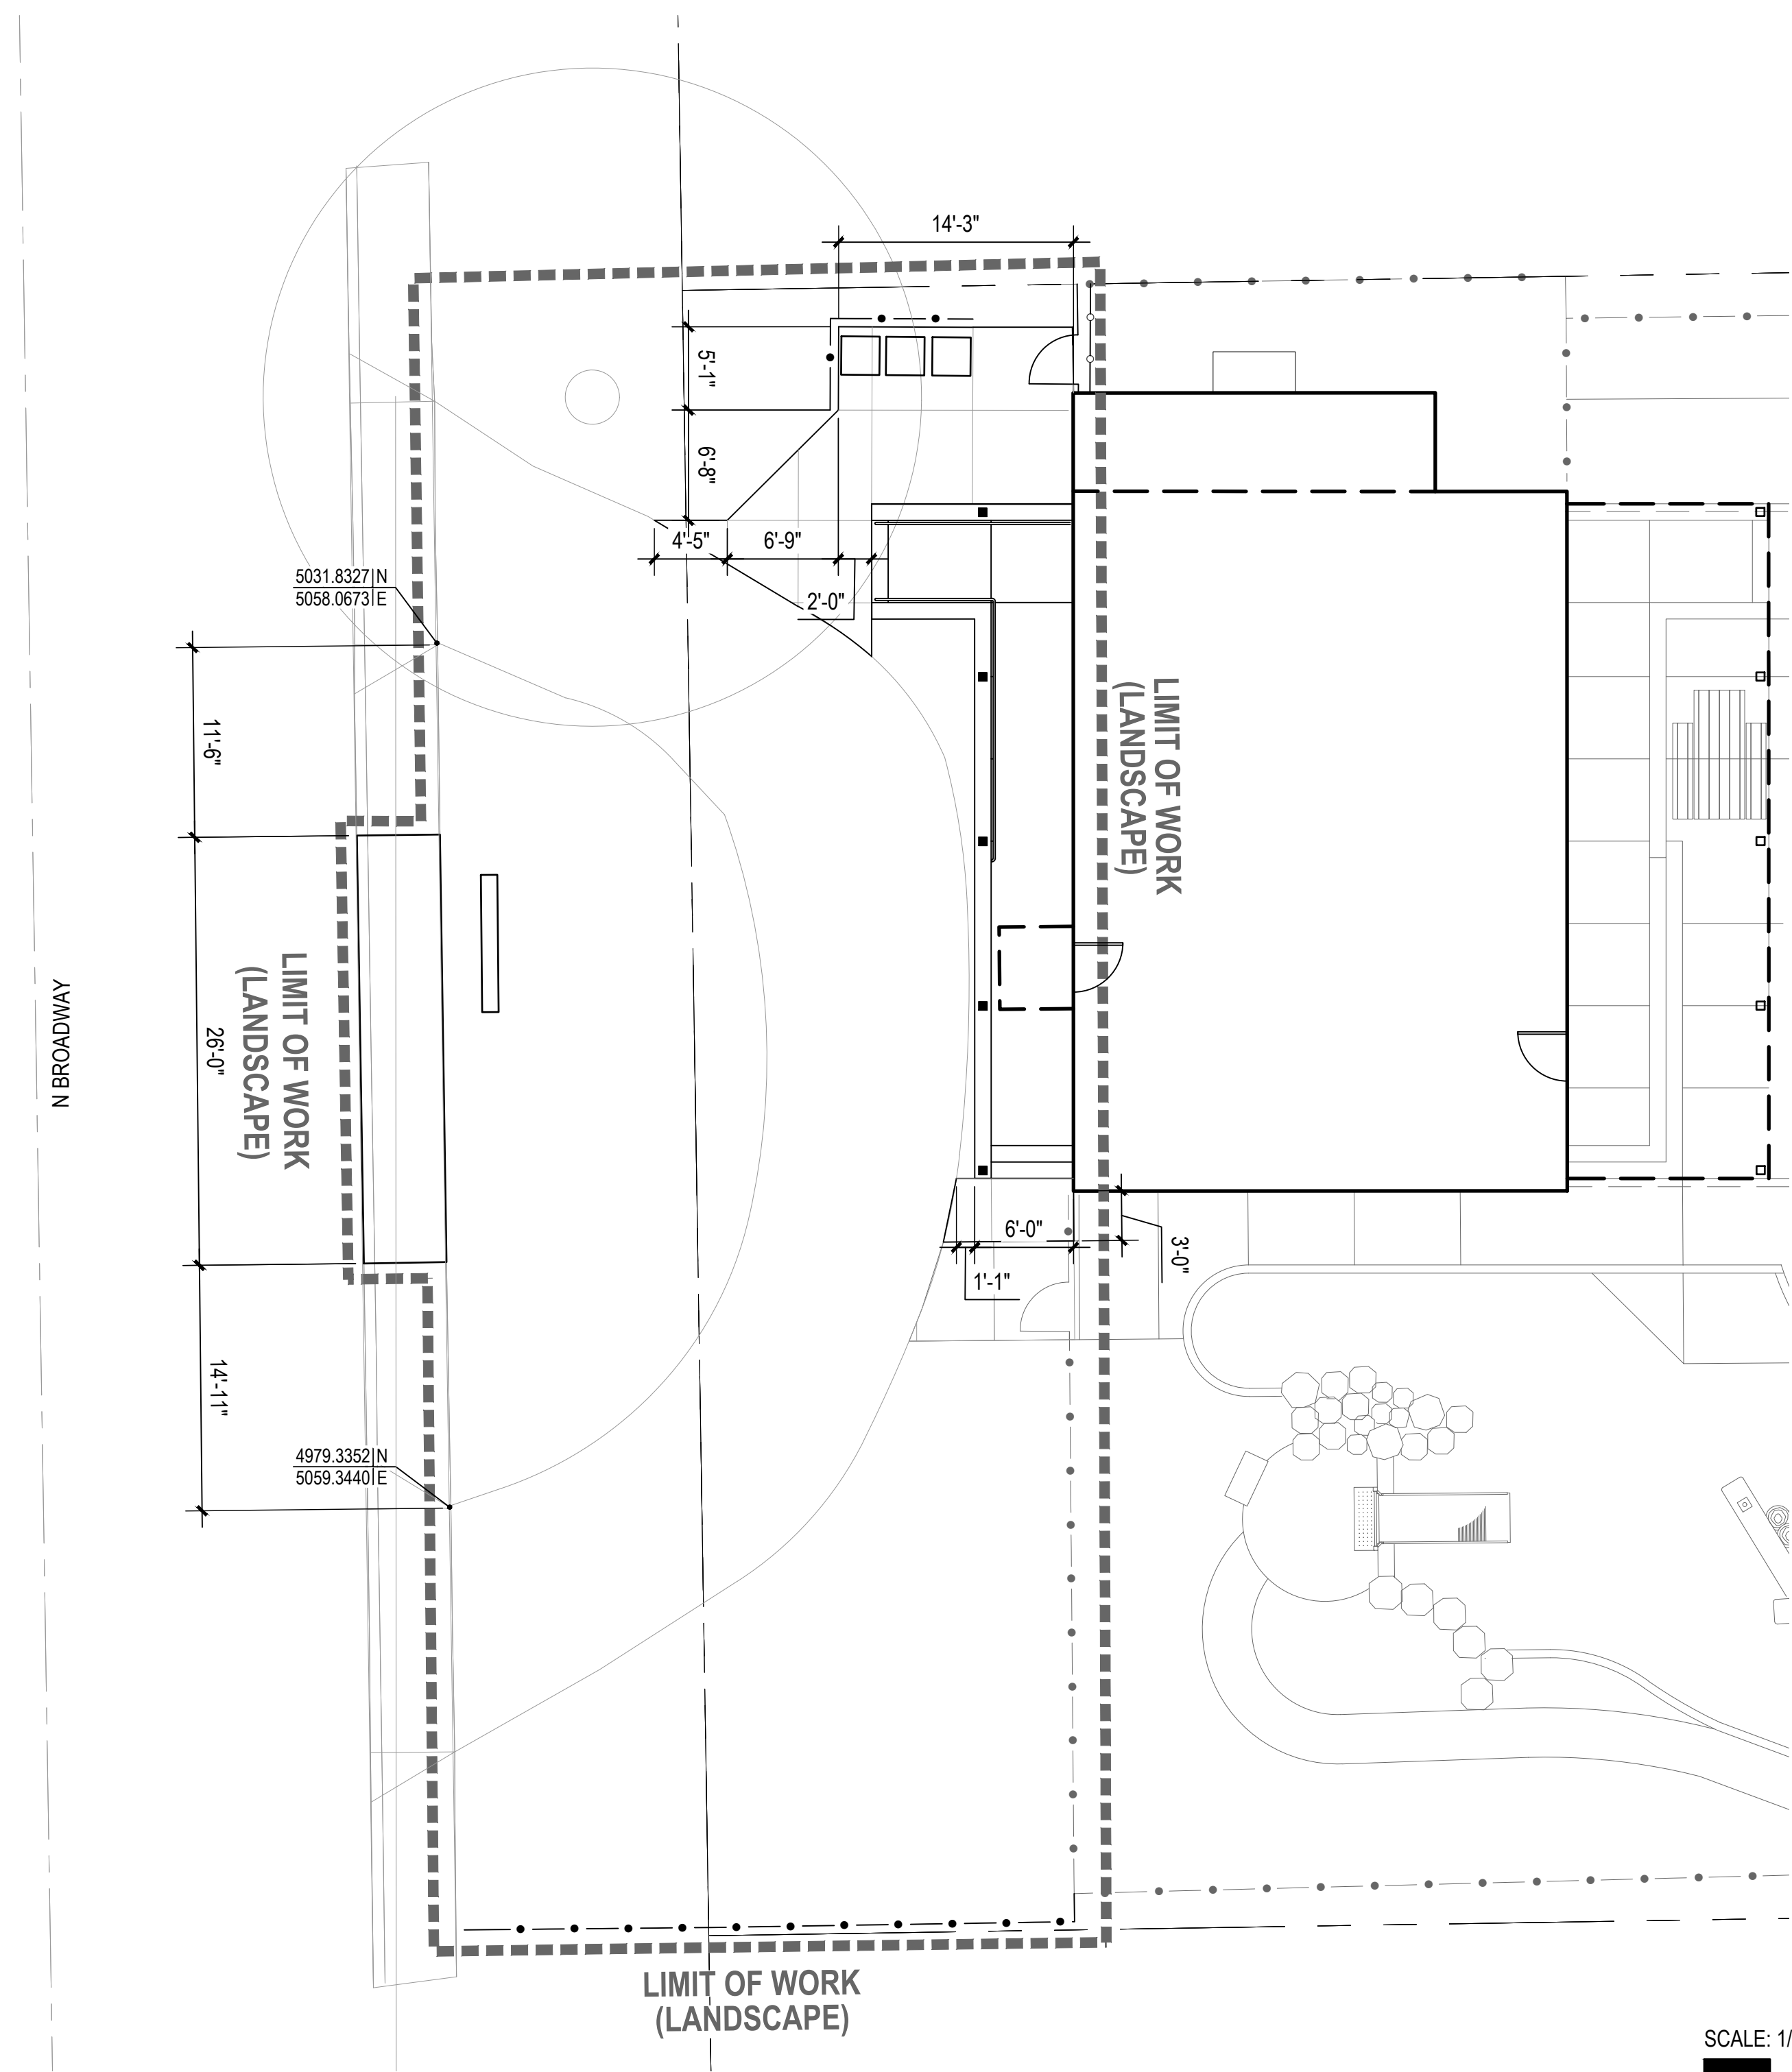 14'-3"
5'-1"
6'-8"
4'-5"
6'-9"
2'-0"
5031.8327 N
5058.0673 E
11'-6"
LIMIT OF WORK
(LANDSCAPE)
LIMIT OF WORK
(LANDSCAPE)
26'-0"
N BROADWAY
6'-0"
3'-0"
1'-1"
14'-11"
4979.3352 N
5059.3440 E
LIMIT OF WORK
(LANDSCAPE)
SCALE: 1/